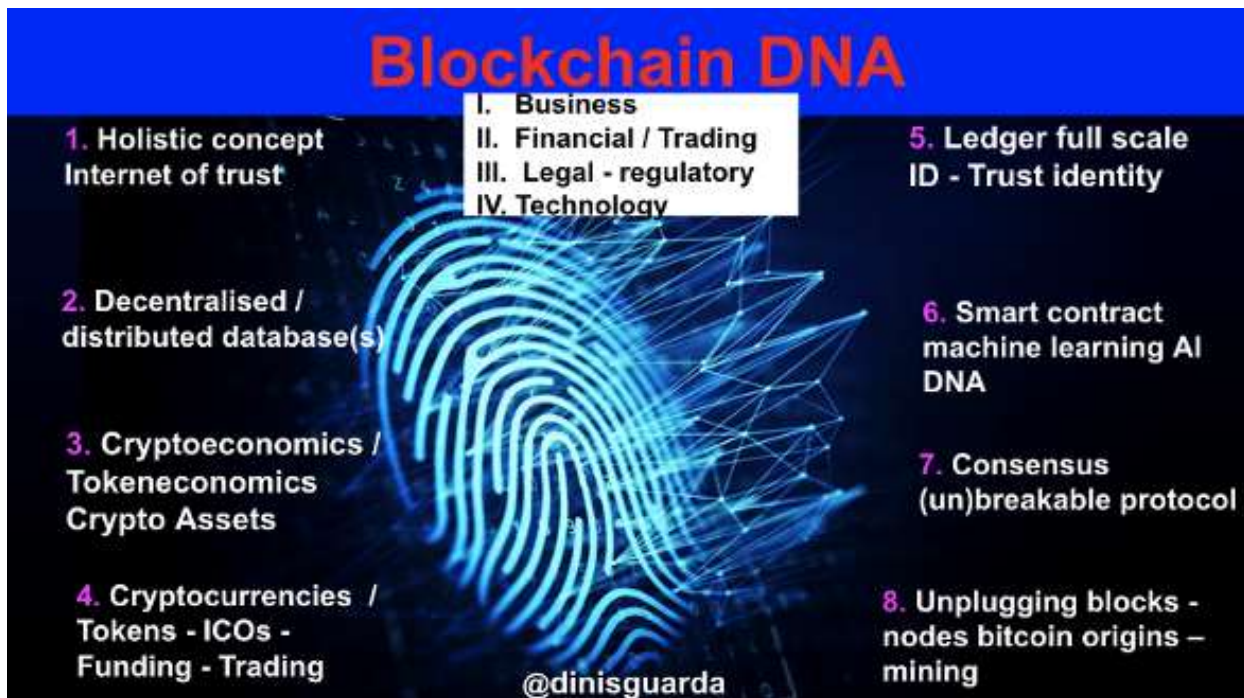 Blockchain DNA
I. Business
II. Financial / Trading
III. Legal - regulatory
IV. Technology
1. Holistic concept
Internet of trust
2. Decentralised /
distributed database(s)
3. Cryptoeconomics /
Tokeneconomics
Crypto Assets
4. Cryptocurrencies /
Tokens - ICOs -
Funding - Trading
5. Ledger full scale
ID - Trust identity
6. Smart contract
machine learning AI
DNA
7. Consensus
(un)breakable protocol
8. Unplugging blocks -
nodes bitcoin origins –
mining
@dinisguarda